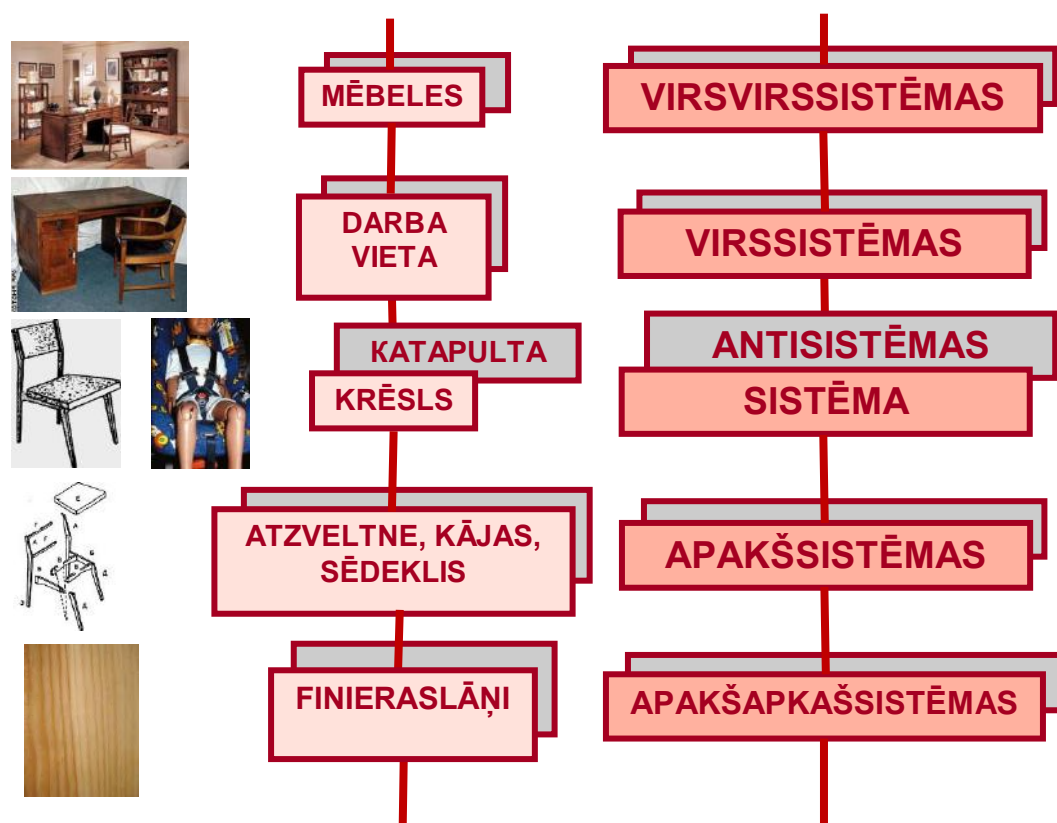 MĒBELES
VIRSVIRSSISTĒMAS
DARBA
VIETA
VIRSSISTĒMAS
KATAPULTA
ANTISISTĒMAS
KRĒSLS
SISTĒMA
ATZVELTNE, KĀJAS,
SĒDEKLIS
APAKŠSISTĒMAS
FINIERASLĀŅI
APAKŠAPKAŠSISTĒMAS